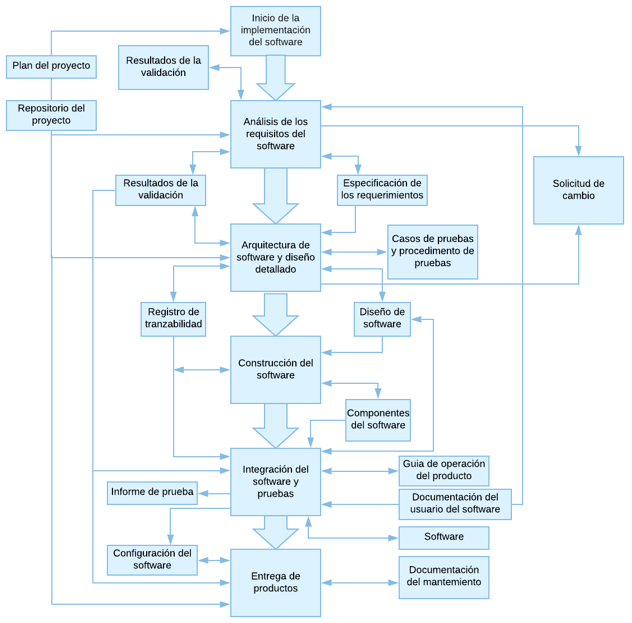 Inicio de la
implementación
del software
Plan del proyecto
Resultados de la
validación
Repositorio del
proyecto
Análisis de los
requisitos del
software
Resultados de la
validación
Especificación de
los requerimientos
Solicitud de
cambio
Arquitectura de
software y diseño
detallado
Casos de pruebas
y procedimento de
pruebas
Registro de
tranzabilidad
Diseño de
software
Construcción del
software
Componentes
del software
Integración del
software y
pruebas
Guia de operación
del producto
Informe de prueba
Documentación del
usuario del software
Software
Configuración del
software
Entrega de
productos
Documentación
del mantemiento